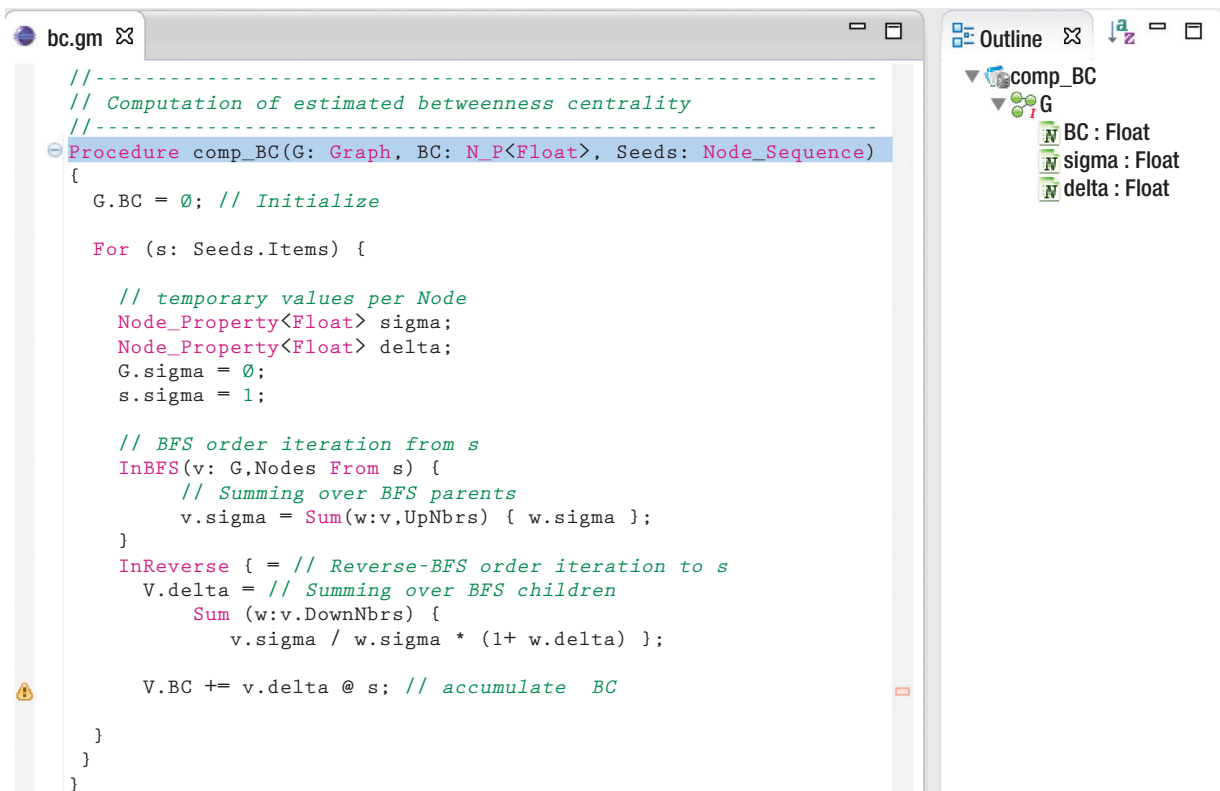 bc.gm
//---------------------------------------------------------------
// Computation of estimated betweenness centrality
//---------------------------------------------------------------
Procedure comp_BC(G: Graph, BC: N_P<Float>, Seeds: Node_Sequence)
{
G.BC = Ø; // Initialize
For (s: Seeds.Items) {
// temporary values per Node
Node_Property<Float> sigma;
Node_Property<Float> delta;
G.sigma = Ø;
s.sigma = 1;
// BFS order iteration from s
InBFS(v: G,Nodes From s) {
// Summing over BFS parents
v.sigma = Sum(w:v,UpNbrs) { w.sigma };
}
InReverse { = // Reverse-BFS order iteration to s
V.delta = // Summing over BFS children
Sum (w:v.DownNbrs) {
v.sigma / w.sigma * (1+ w.delta) };
V.BC += v.delta @ s; // accumulate BC
}
}
}
Outline
comp_BC
G
BC : Float
sigma : Float
delta : Float